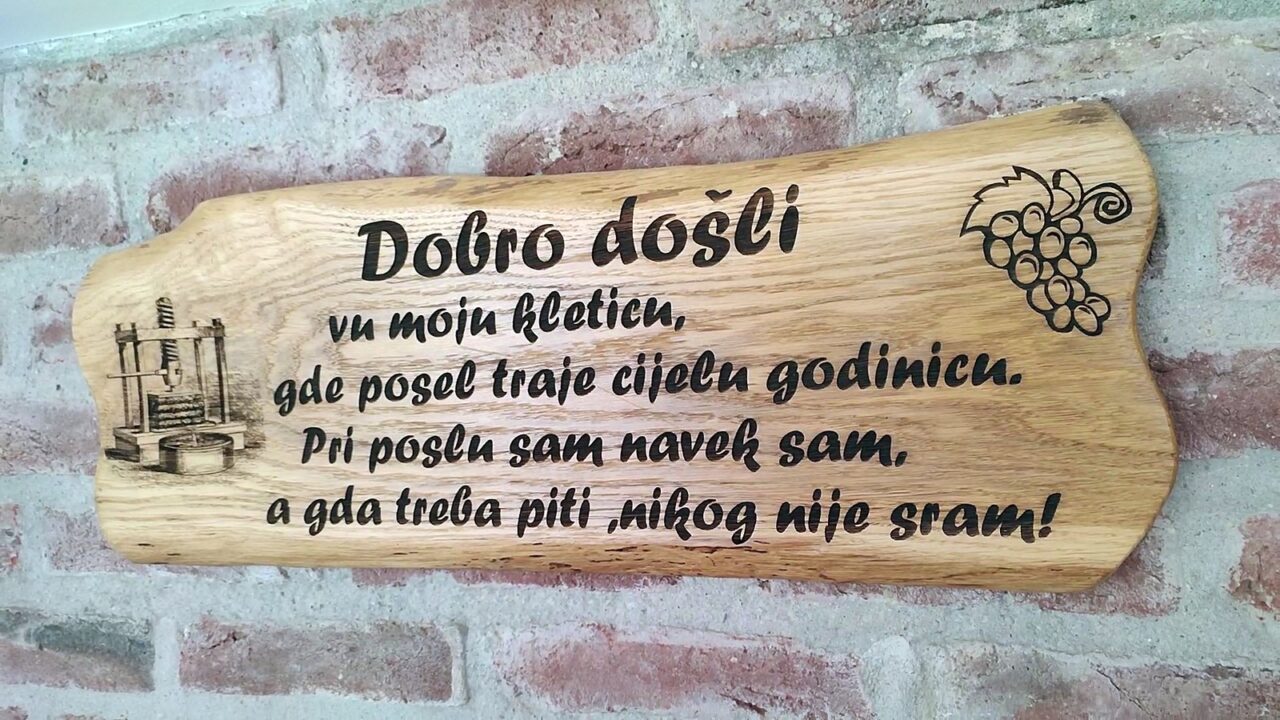 Dobro došli
vu moju kleticu,
gde posel traje cijelu godinicu.
Pri poslu sam navek sam,
a gda treba piti ,nikog nije sram!